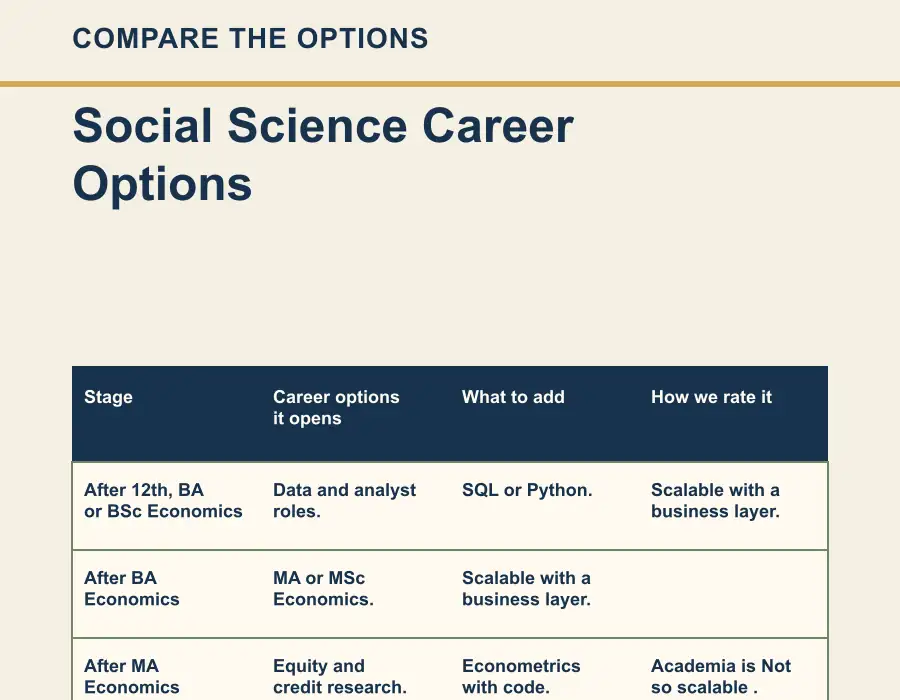 COMPARE THE OPTIONS
Social Science Career
Options
Stage
Career options
it opens
What to add
How we rate it
After 12th, BA
or BSc Economics
Data and analyst
roles.
SQL or Python.
Scalable with a
business layer.
After BA
Economics
MA or MSc
Economics.
Scalable with a
business layer.
After MA
Economics
Equity and
credit research.
Econometrics
with code.
Academia is Not
so scalable .